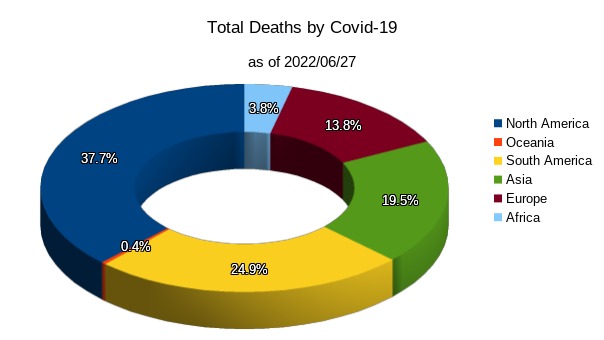 Total Deaths by Covid-19
as of 2022/06/27
3.8%
13.8%
37.7%
19.5%
0.4%
24.9%
North America
Oceania
South America
Asia
Europe
Africa